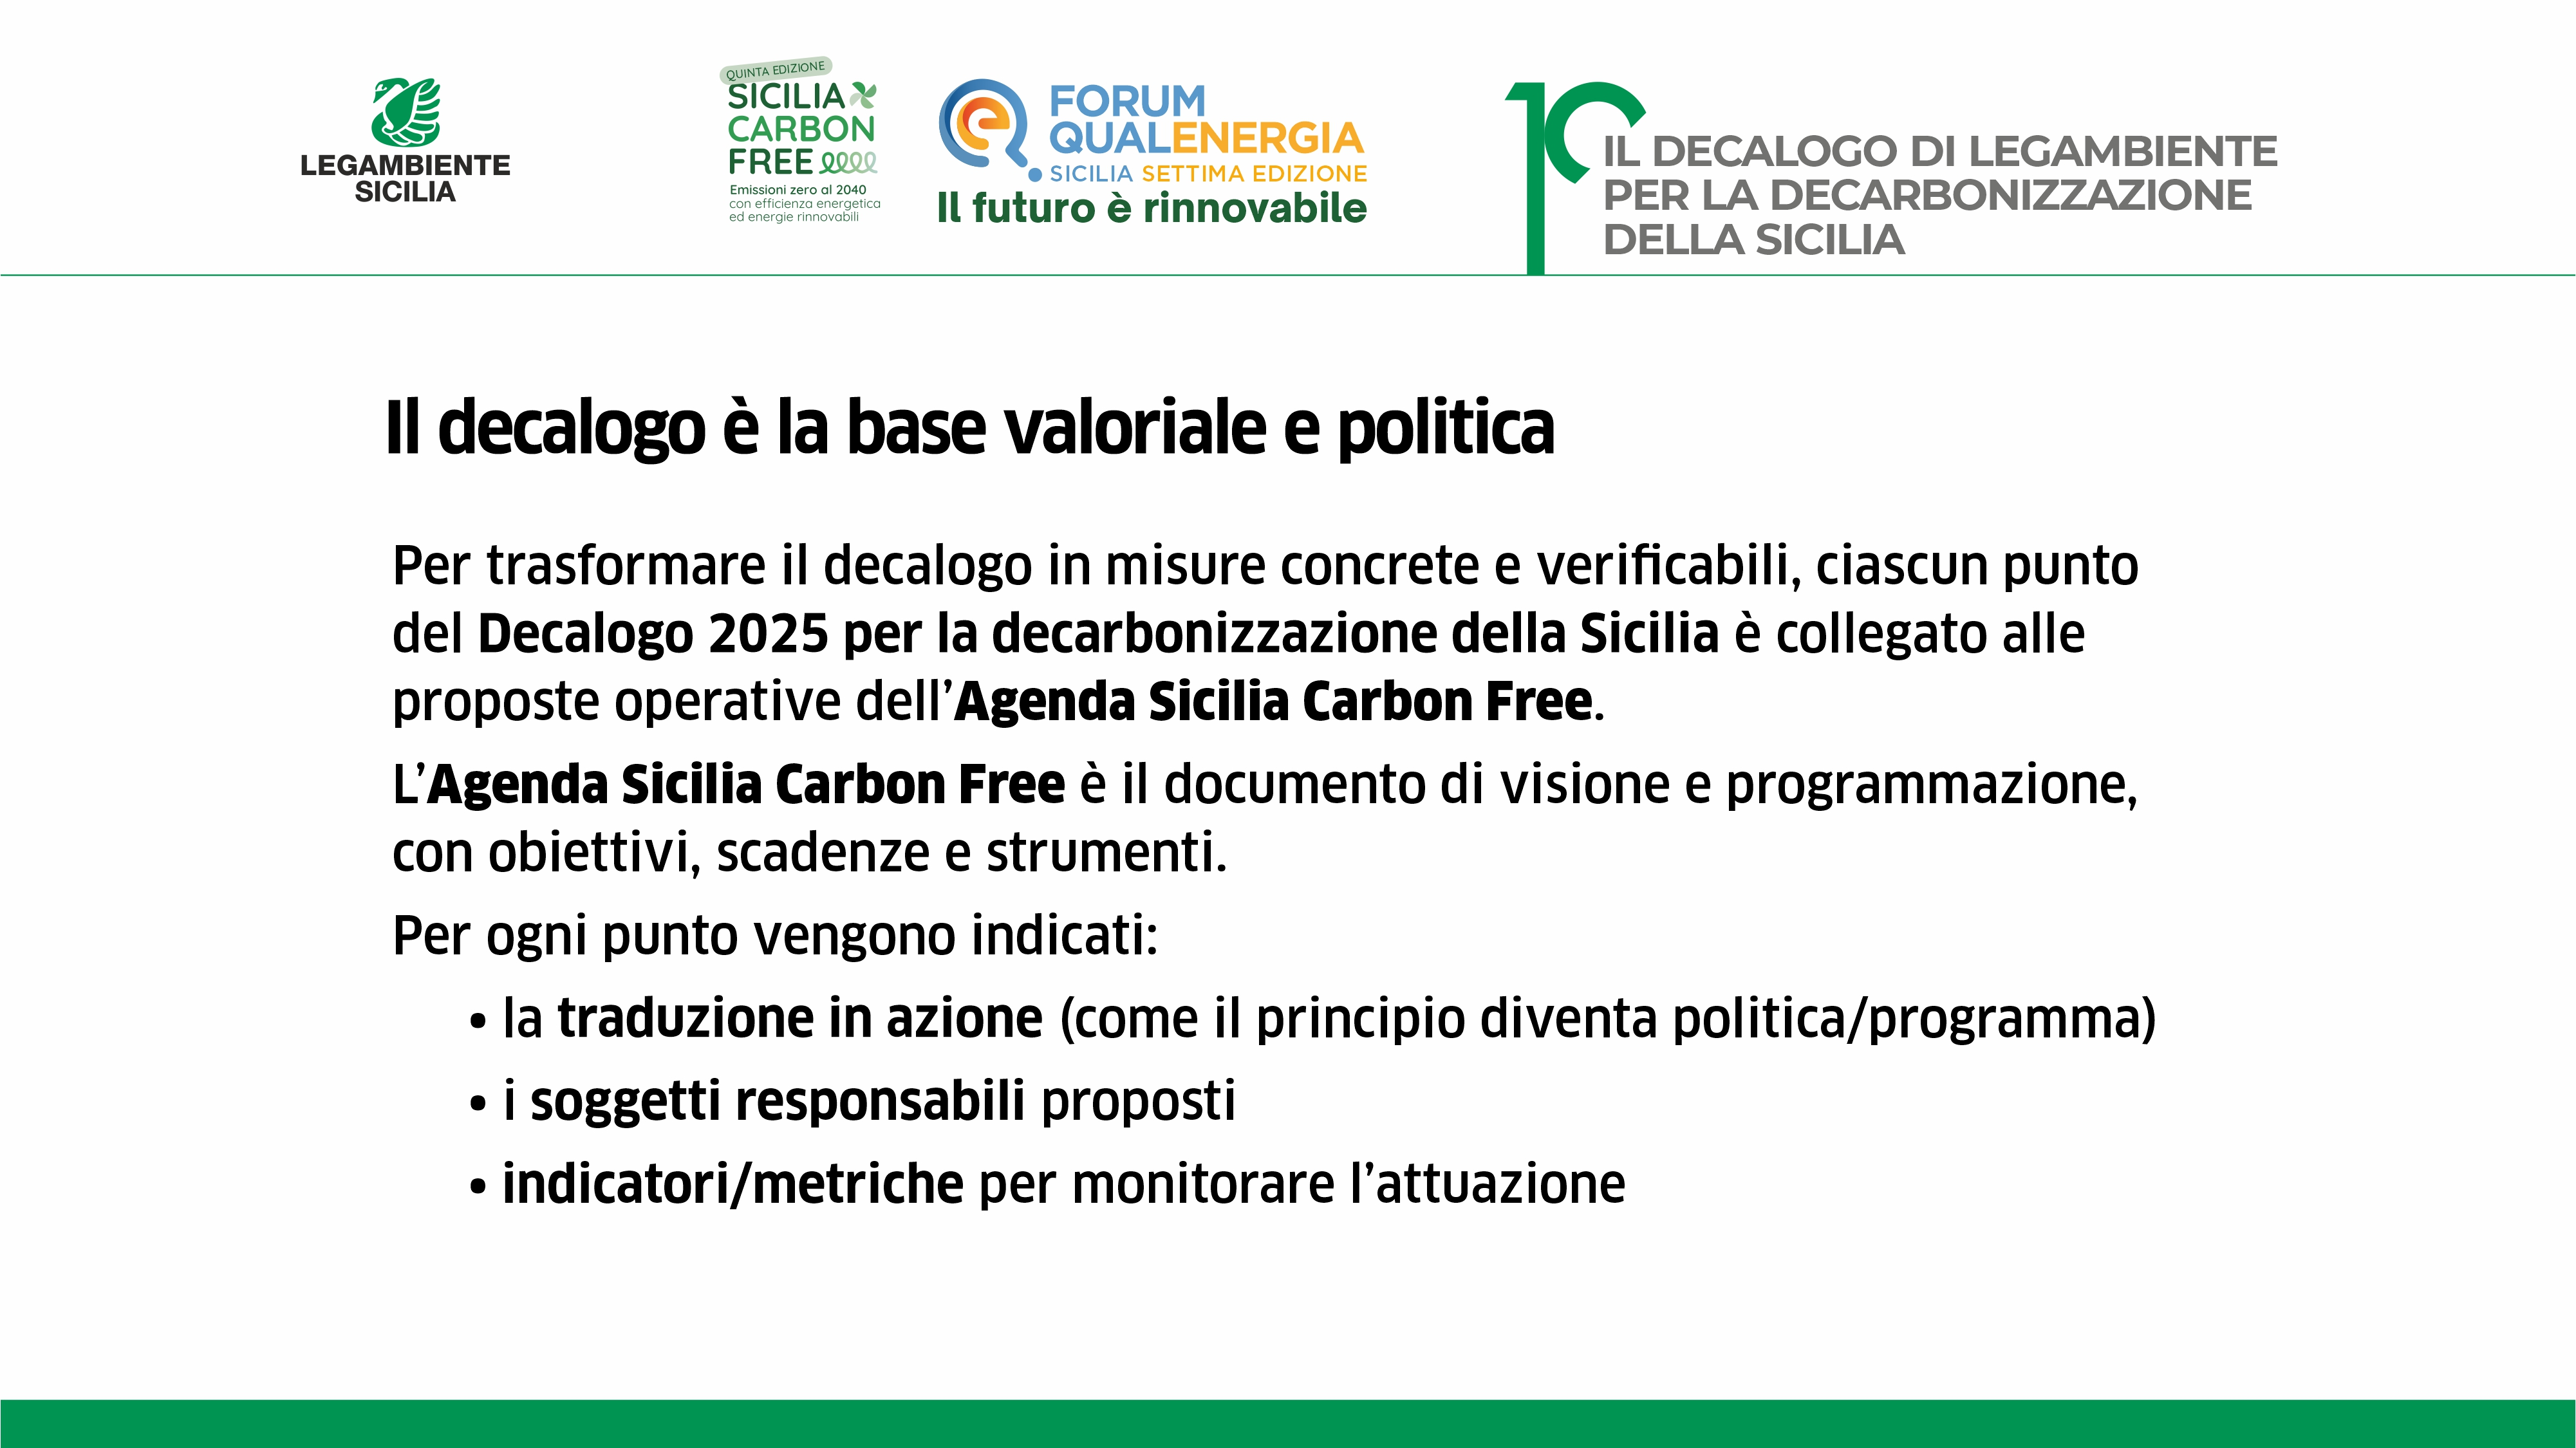 LEGAMBIENTE
SICILIA
QUINTA EDIZIONE
SICILIA
CARBON
FREE
Emissioni zero al 2040
con efficienza energetica
ed energie rinnovabili
FORUM
QUALENERGIA
SICILIA SETTIMA EDIZIONE
Il futuro è rinnovabile
10
IL DECALOGO DI LEGAMBIENTE
PER LA DECARBONIZZAZIONE
DELLA SICILIA
Il decalogo è la base valoriale e politica
Per trasformare il decalogo in misure concrete e verificabili, ciascun punto
del Decalogo 2025 per la decarbonizzazione della Sicilia è collegato alle
proposte operative dell’Agenda Sicilia Carbon Free.
L’Agenda Sicilia Carbon Free è il documento di visione e programmazione,
con obiettivi, scadenze e strumenti.
Per ogni punto vengono indicati:
• la traduzione in azione (come il principio diventa politica/programma)
• i soggetti responsabili proposti
• indicatori/metriche per monitorare l’attuazione